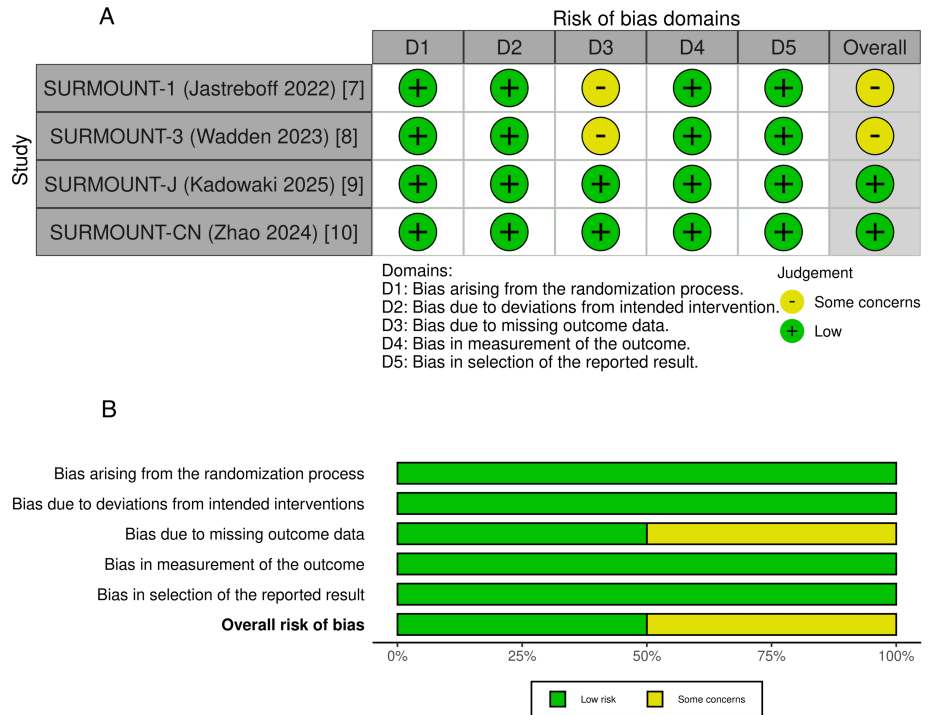 A
Risk of bias domains
D1 D2 D3 D4 D5 Overall
Study
SURMOUNT-1 (Jastreboff 2022) [7] + + - + + -
SURMOUNT-3 (Wadden 2023) [8] + + - + + -
SURMOUNT-J (Kadowaki 2025) [9] + + + + + +
SURMOUNT-CN (Zhao 2024) [10] + + + + + +
Domains:
D1: Bias arising from the randomization process.
D2: Bias due to deviations from intended intervention.
D3: Bias due to missing outcome data.
D4: Bias in measurement of the outcome.
D5: Bias in selection of the reported result.
Judgement
- Some concerns
+ Low
B
Bias arising from the randomization process
Bias due to deviations from intended interventions
Bias due to missing outcome data
Bias in measurement of the outcome
Bias in selection of the reported result
Overall risk of bias
0% 25% 50% 75% 100%
Low risk Some concerns